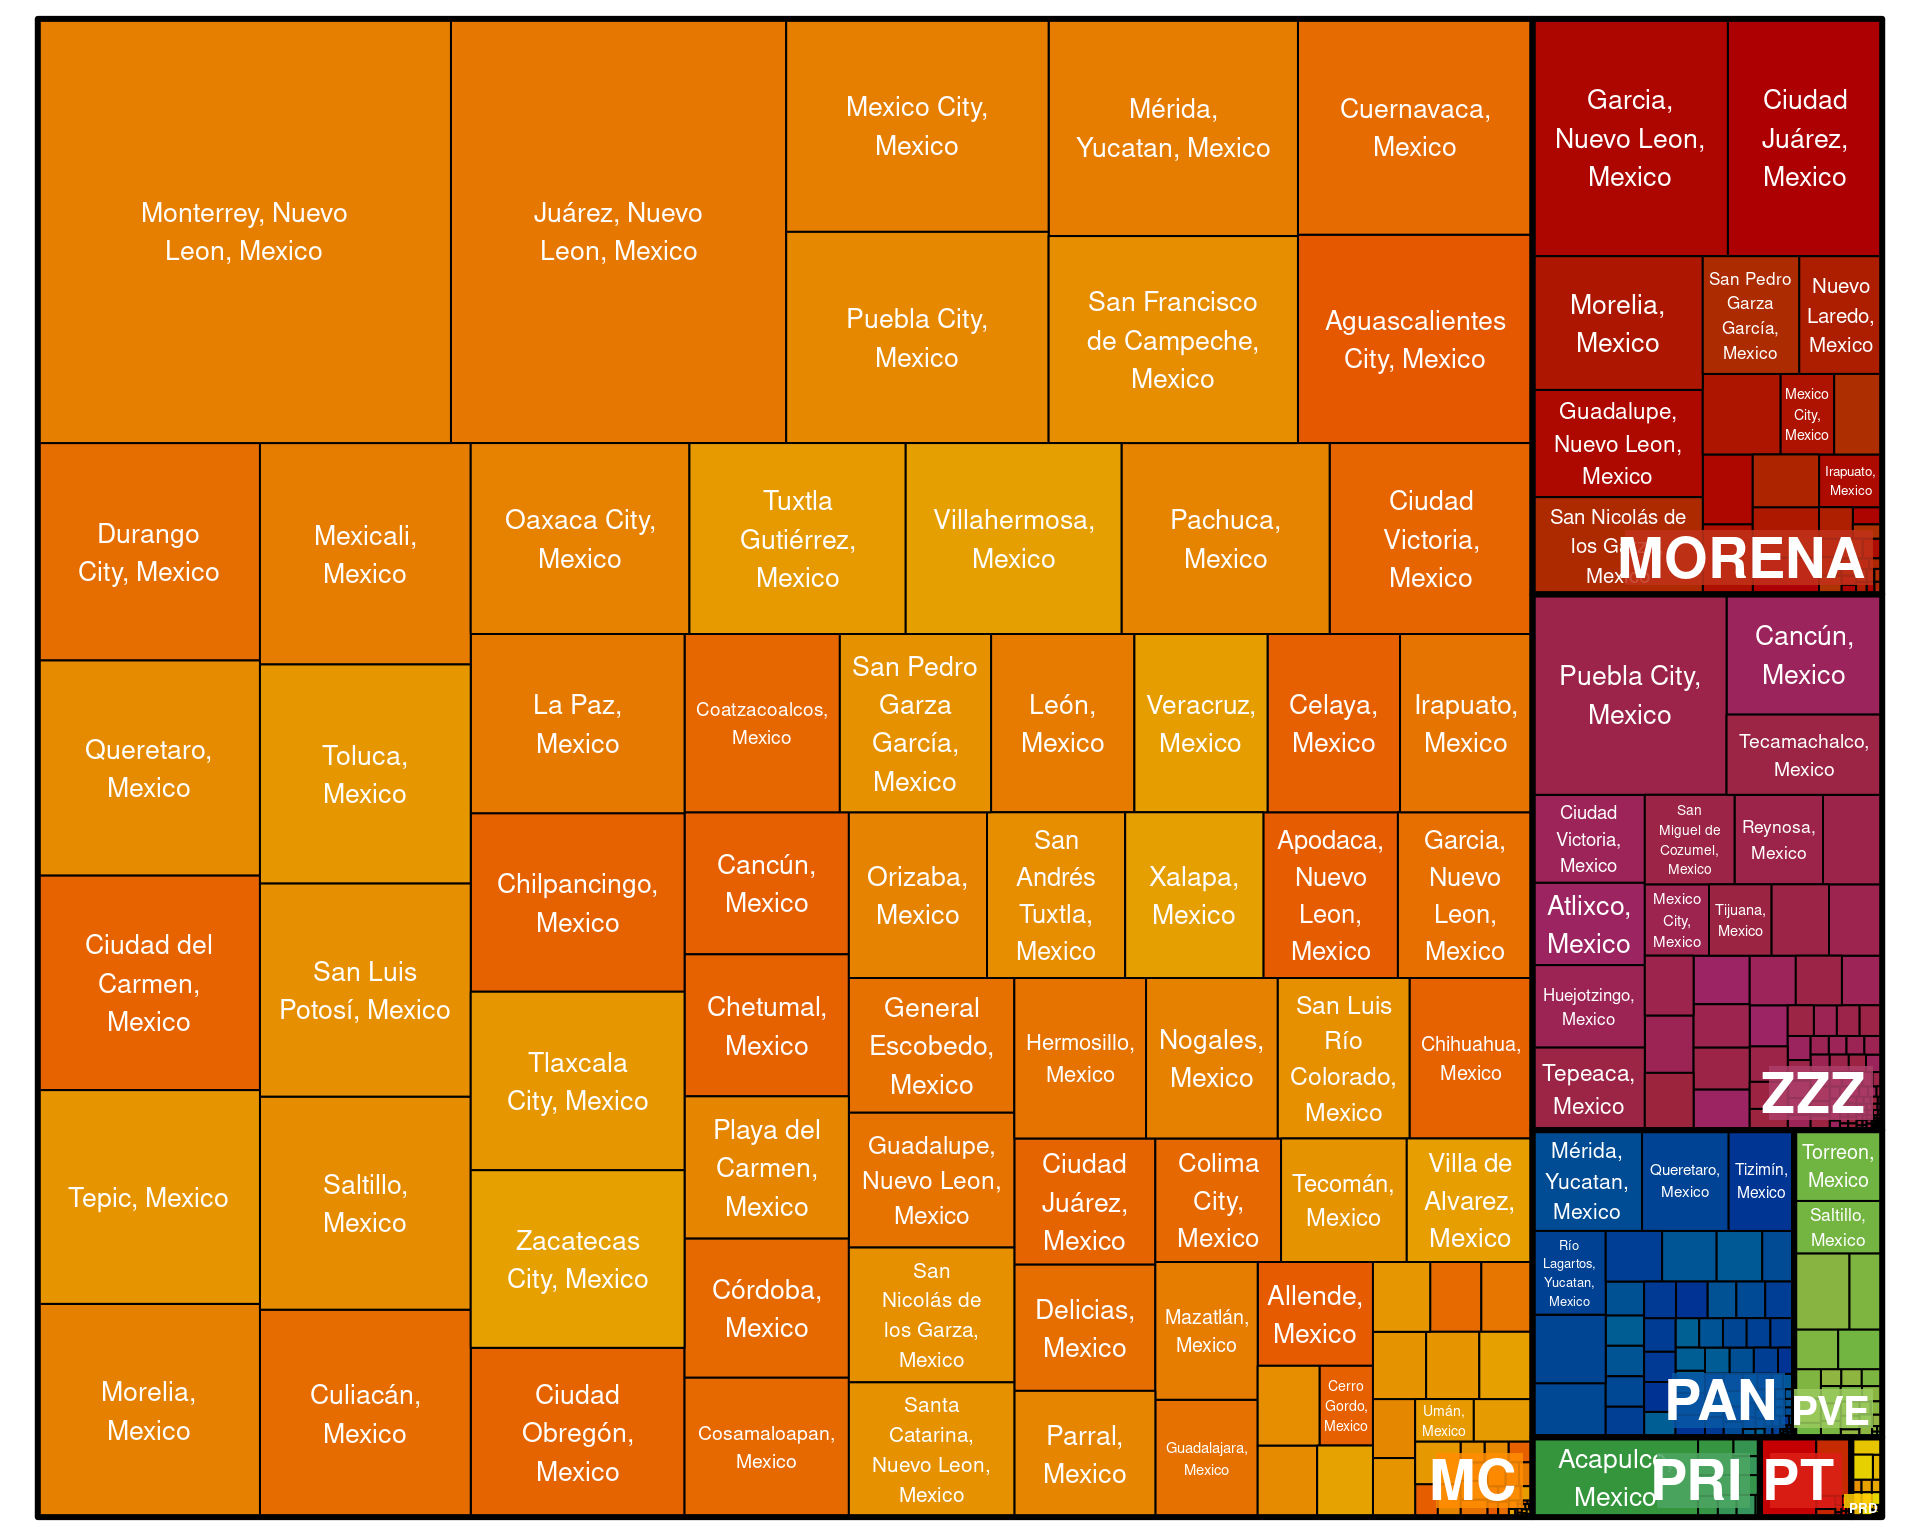 Monterrey, Nuevo
Leon, Mexico
Juárez, Nuevo
Leon, Mexico
Mexico City,
Mexico
Puebla City,
Mexico
Mérida,
Yucatan, Mexico
San Francisco
de Campeche,
Mexico
Cuernavaca,
Mexico
Aguascalientes
City, Mexico
Durango
City, Mexico
Queretaro,
Mexico
Ciudad del
Carmen,
Mexico
Tepic, Mexico
Morelia,
Mexico
Mexicali,
Mexico
Toluca,
Mexico
San Luis
Potosí, Mexico
Saltillo,
Mexico
Culiacán,
Mexico
Oaxaca City,
Mexico
Tuxtla
Gutiérrez,
Mexico
Villahermosa,
Mexico
Pachuca,
Mexico
Ciudad
Victoria,
Mexico
La Paz,
Mexico
Chilpancingo,
Mexico
Tlaxcala
City, Mexico
Zacatecas
City, Mexico
Ciudad
Obregón,
Mexico
Coatzacoalcos,
Mexico
San Pedro
Garza
García,
Mexico
León,
Mexico
Veracruz,
Mexico
Celaya,
Mexico
Irapuato,
Mexico
Cancún,
Mexico
Chetumal,
Mexico
Playa del
Carmen,
Mexico
Córdoba,
Mexico
Cosamaloapan,
Mexico
Orizaba,
Mexico
San
Andrés
Tuxtla,
Mexico
Xalapa,
Mexico
Apodaca,
Nuevo
Leon,
Mexico
Garcia,
Nuevo
Leon,
Mexico
General
Escobedo,
Mexico
Guadalupe,
Nuevo Leon,
Mexico
San
Nicolás de
los Garza,
Mexico
Santa
Catarina,
Nuevo Leon,
Mexico
Hermosillo,
Mexico
Nogales,
Mexico
San Luis
Río
Colorado,
Mexico
Chihuahua,
Mexico
Ciudad
Juárez,
Mexico
Delicias,
Mexico
Parral,
Mexico
Colima
City,
Mexico
Tecomán,
Mexico
Villa de
Alvarez,
Mexico
Mazatlán,
Mexico
Guadalajara,
Mexico
Allende,
Mexico
Cerro
Gordo,
Mexico
Umán,
Mexico
MC
Garcia,
Nuevo Leon,
Mexico
Ciudad
Juárez,
Mexico
Morelia,
Mexico
Guadalupe,
Nuevo Leon,
Mexico
San Nicolás de
los Garza,
Mexico
San Pedro
Garza
García,
Mexico
Nuevo
Laredo,
Mexico
Mexico
City,
Mexico
Irapuato,
Mexico
MORENA
Puebla City,
Mexico
Cancún,
Mexico
Tecamachalco,
Mexico
Ciudad
Victoria,
Mexico
Atlixco,
Mexico
Huejotzingo,
Mexico
Tepeaca,
Mexico
San
Miguel de
Cozumel,
Mexico
Reynosa,
Mexico
Mexico
City,
Mexico
Tijuana,
Mexico
ZZZ
Mérida,
Yucatan,
Mexico
Queretaro,
Mexico
Tizimín,
Mexico
Río
Lagartos,
Yucatan,
Mexico
PAN
Torreon,
Mexico
Saltillo,
Mexico
PVE
Acapulco,
Mexico
PRI
PT
PRD